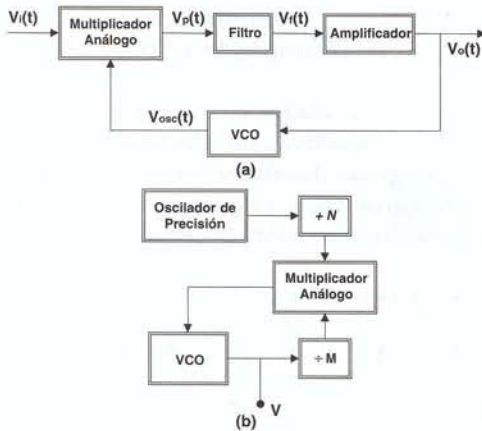 Vi(t)
Multiplicador
Análogo
Vp(t)
Filtro
Vf(t)
Amplificador
Vo(t)
Vosc(t)
VCO
(a)
Oscilador de
Precisión
+ N
Multiplicador
Análogo
VCO
÷ M
V
(b)